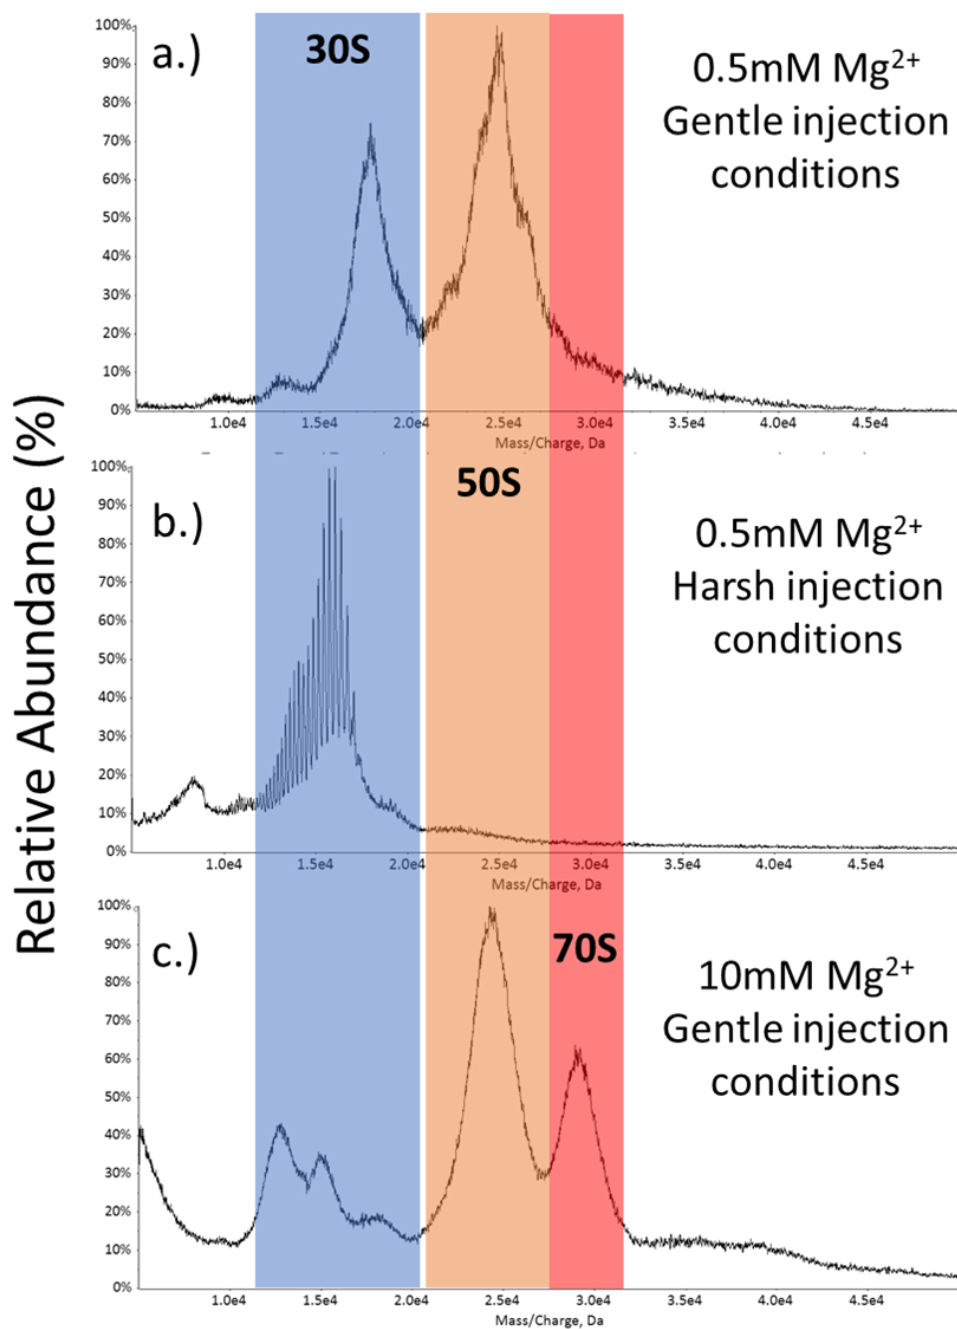 Relative Abundance (%)
a.)
30S
0.5mM Mg2+
Gentle injection
conditions
100%
90%
80%
70%
60%
50%
40%
30%
20%
10%
0%
1.0e4 1.5e4 2.0e4 2.5e4 3.0e4 3.5e4 4.0e4 4.5e4
Mass/Charge, Da
b.)
50S
0.5mM Mg2+
Harsh injection
conditions
100%
90%
80%
70%
60%
50%
40%
30%
20%
10%
0%
1.0e4 1.5e4 2.0e4 2.5e4 3.0e4 3.5e4 4.0e4 4.5e4
Mass/Charge, Da
c.)
70S
10mM Mg2+
Gentle injection
conditions
100%
90%
80%
70%
60%
50%
40%
30%
20%
10%
0%
1.0e4 1.5e4 2.0e4 2.5e4 3.0e4 3.5e4 4.0e4 4.5e4
Mass/Charge, Da